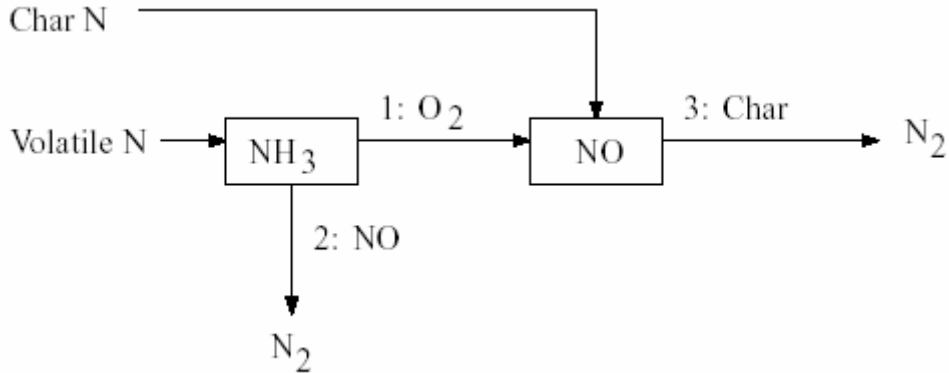 Char N
1: O2
3: Char
Volatile N
NH3
NO
N2
2: NO
N2